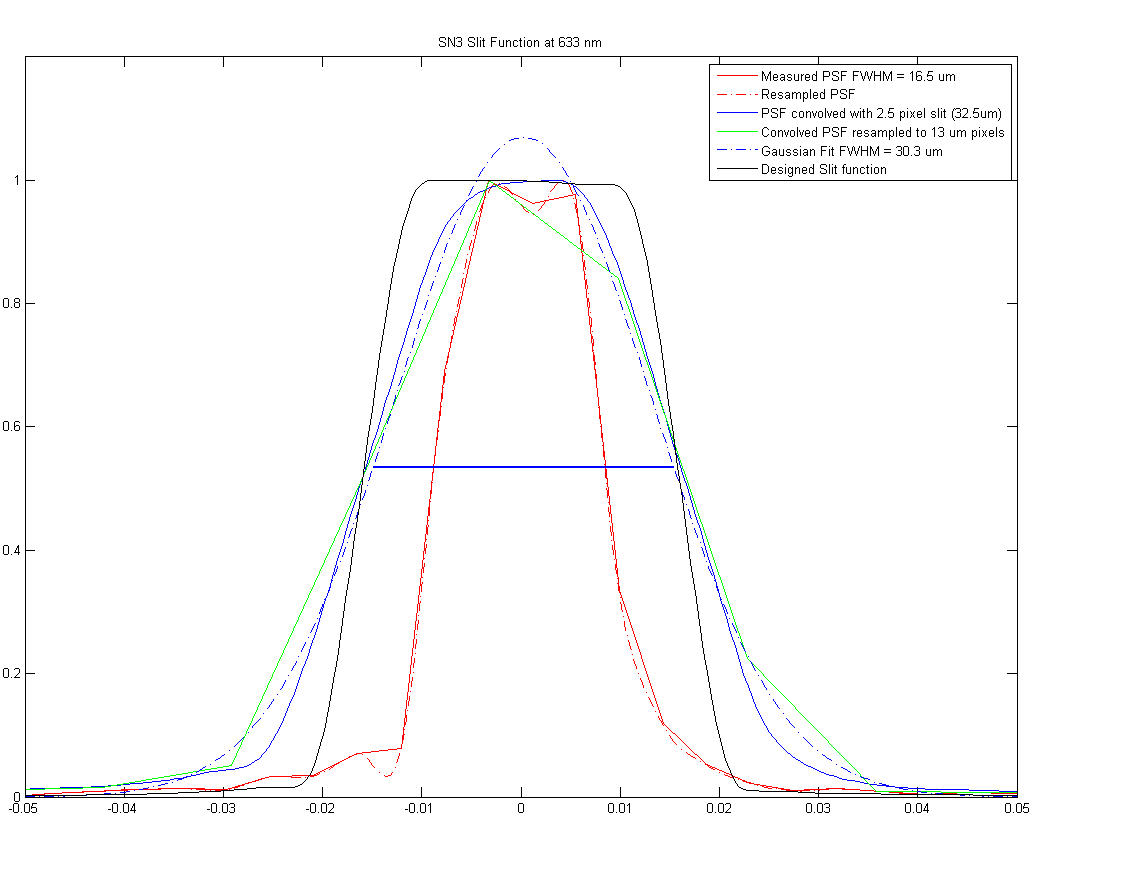 SN3 Slit Function at 633 nm
Measured PSF FWHM = 16.5 um
Resampled PSF
PSF convolved with 2.5 pixel slit (32.5um)
Convolved PSF resampled to 13 um pixels
Gaussian Fit FWHM = 30.3 um
Designed Slit function
1
0.8
0.6
0.4
0.2
0
-0.05 -0.04 -0.03 -0.02 -0.01 0 0.01 0.02 0.03 0.04 0.05